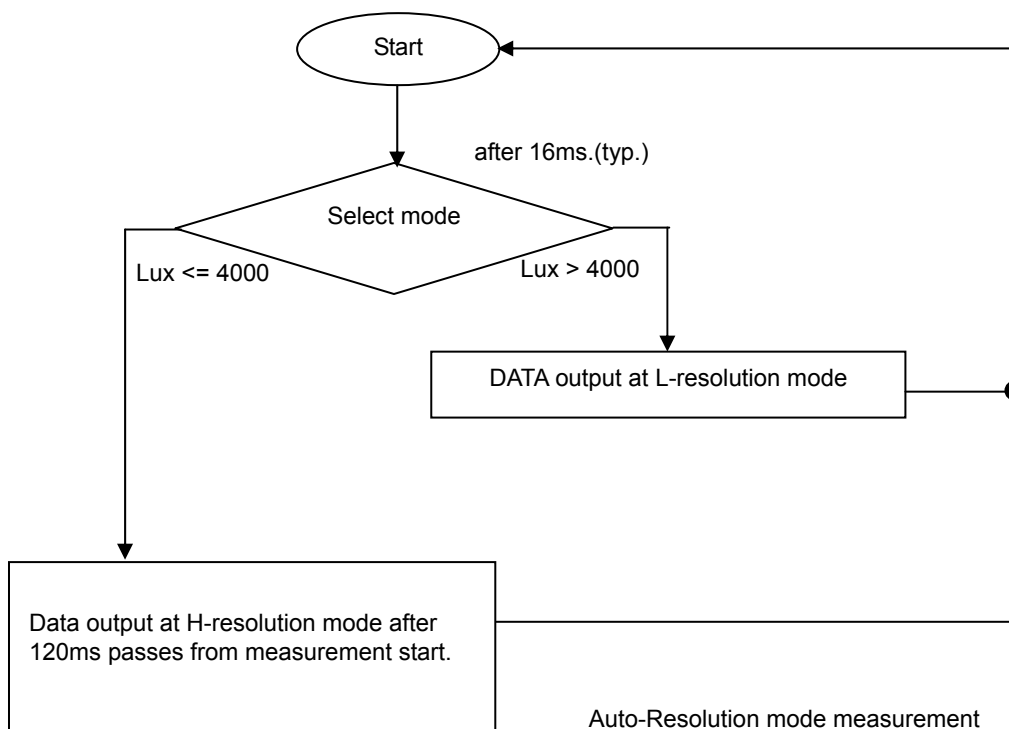 Start
after 16ms.(typ.)
Select mode
Lux <= 4000
Lux > 4000
DATA output at L-resolution mode
Data output at H-resolution mode after
120ms passes from measurement start.
Auto-Resolution mode measurement